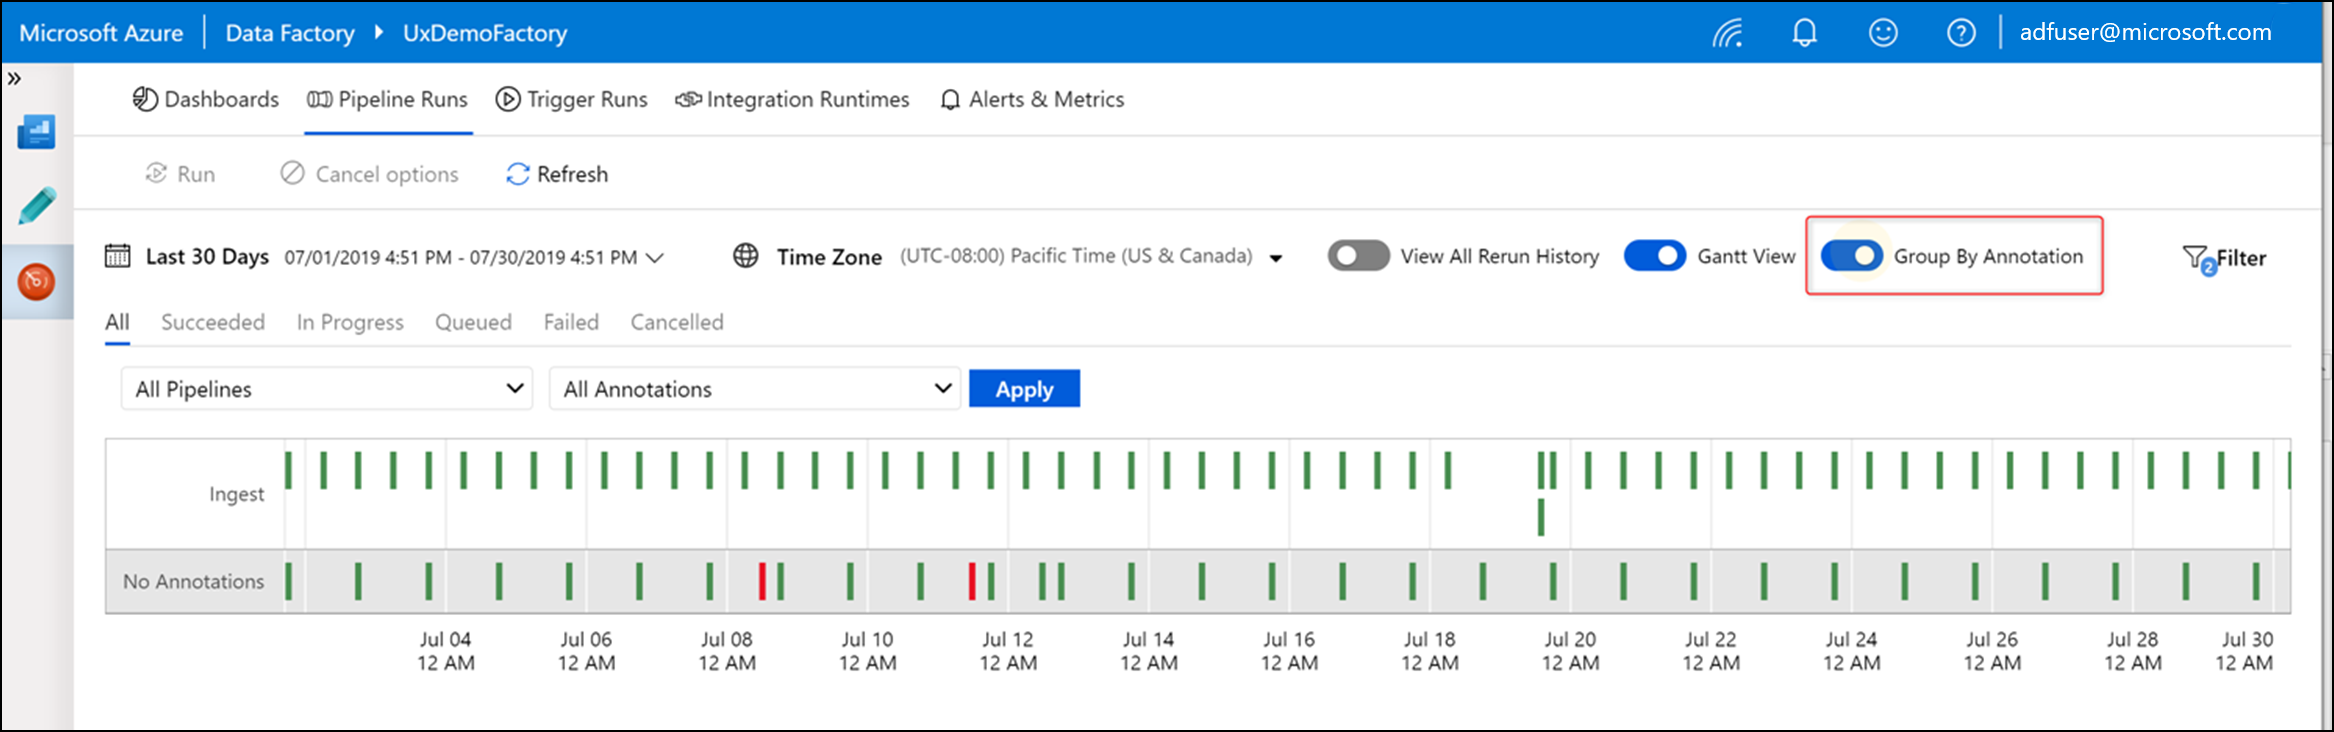 Microsoft Azure Data Factory UxDemoFactory adfuser@microsoft.com
Dashboards Pipeline Runs Trigger Runs Integration Runtimes Alerts & Metrics
Run Cancel options Refresh
Last 30 Days 07/01/2019 4:51 PM - 07/30/2019 4:51 PM Time Zone (UTC-08:00) Pacific Time (US & Canada) View All Rerun History Gantt View Group By Annotation 2 Filter
All Succeeded In Progress Queued Failed Cancelled
All Pipelines All Annotations Apply
Ingest
No Annotations
Jul 04 Jul 06 Jul 08 Jul 10 Jul 12 Jul 14 Jul 16 Jul 18 Jul 20 Jul 22 Jul 24 Jul 26 Jul 28 Jul 30
12 AM 12 AM 12 AM 12 AM 12 AM 12 AM 12 AM 12 AM 12 AM 12 AM 12 AM 12 AM 12 AM 12 AM